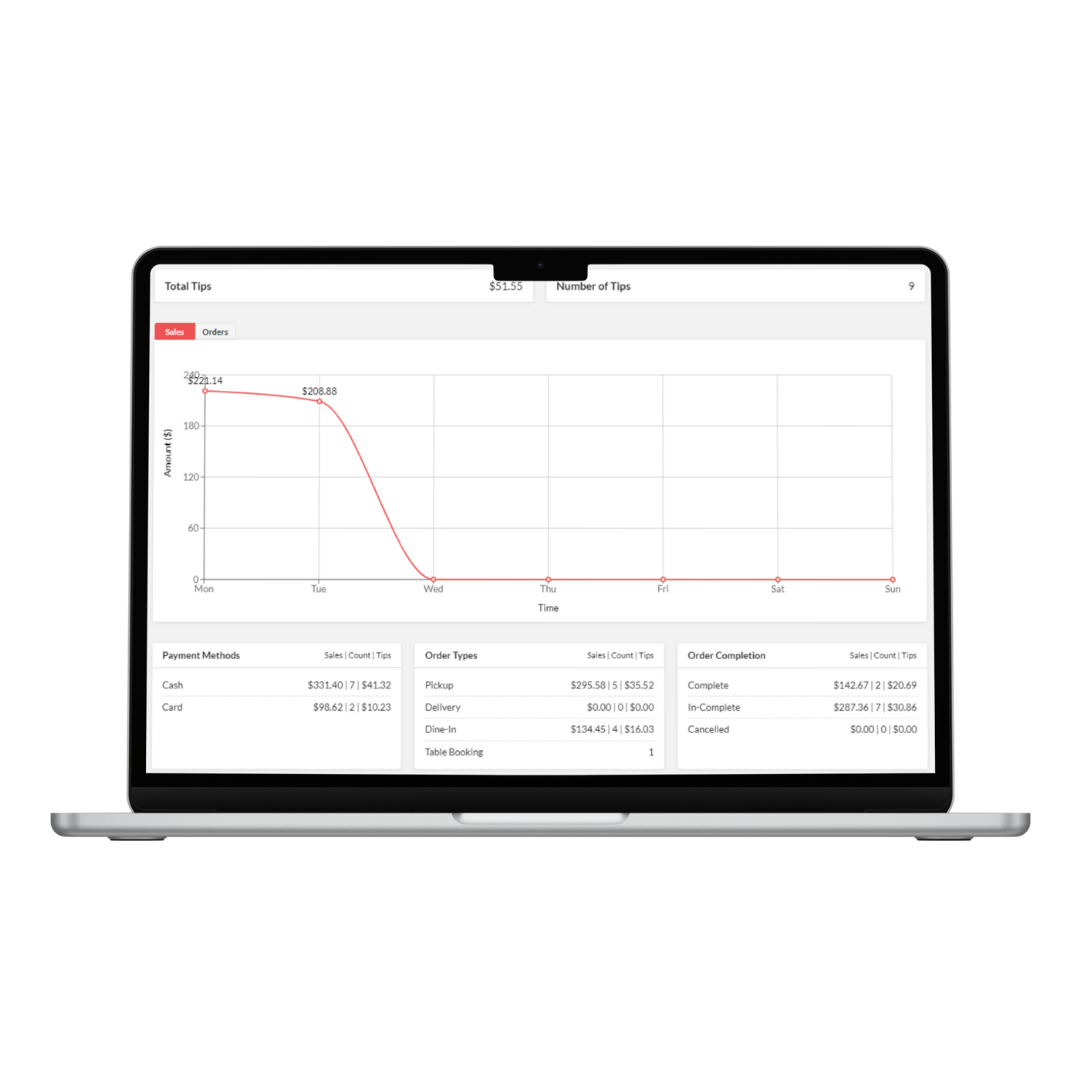 Total Tips $51.55 Number of Tips 9
Sales Orders
240
$221.14
$208.88
180
Amount ($)
120
60
0
Mon Tue Wed Thu Fri Sat Sun
Time
Payment Methods Sales | Count | Tips Order Types Sales | Count | Tips Order Completion Sales | Count | Tips
Cash $331.40 | 7 | $41.32 Pickup $295.58 | 5 | $35.52 Complete $142.67 | 2 | $20.69
Card $98.62 | 2 | $10.23 Delivery $0.00 | 0 | $0.00 In-Complete $287.36 | 7 | $30.86
Dine-In $134.45 | 4 | $16.03 Cancelled $0.00 | 0 | $0.00
Table Booking 1